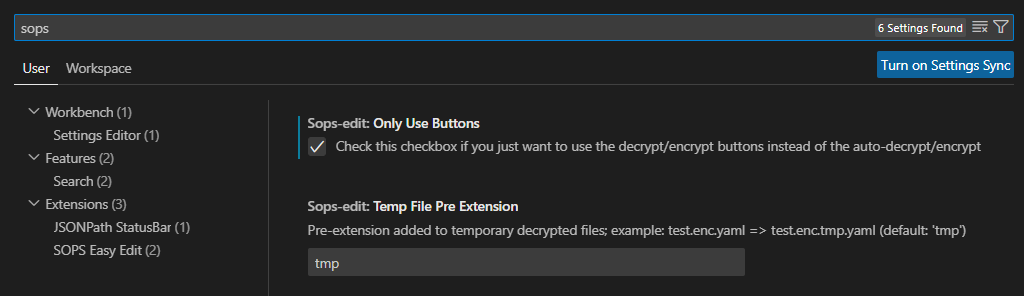 sops
6 Settings Found
User
Workspace
Turn on Settings Sync
Workbench (1)
Settings Editor (1)
Features (2)
Search (2)
Extensions (3)
JSONPath StatusBar (1)
SOPS Easy Edit (2)
Sops-edit: Only Use Buttons
Check this checkbox if you just want to use the decrypt/encrypt buttons instead of the auto-decrypt/encrypt
Sops-edit: Temp File Pre Extension
Pre-extension added to temporary decrypted files; example: test.enc.yaml => test.enc.tmp.yaml (default: 'tmp')
tmp